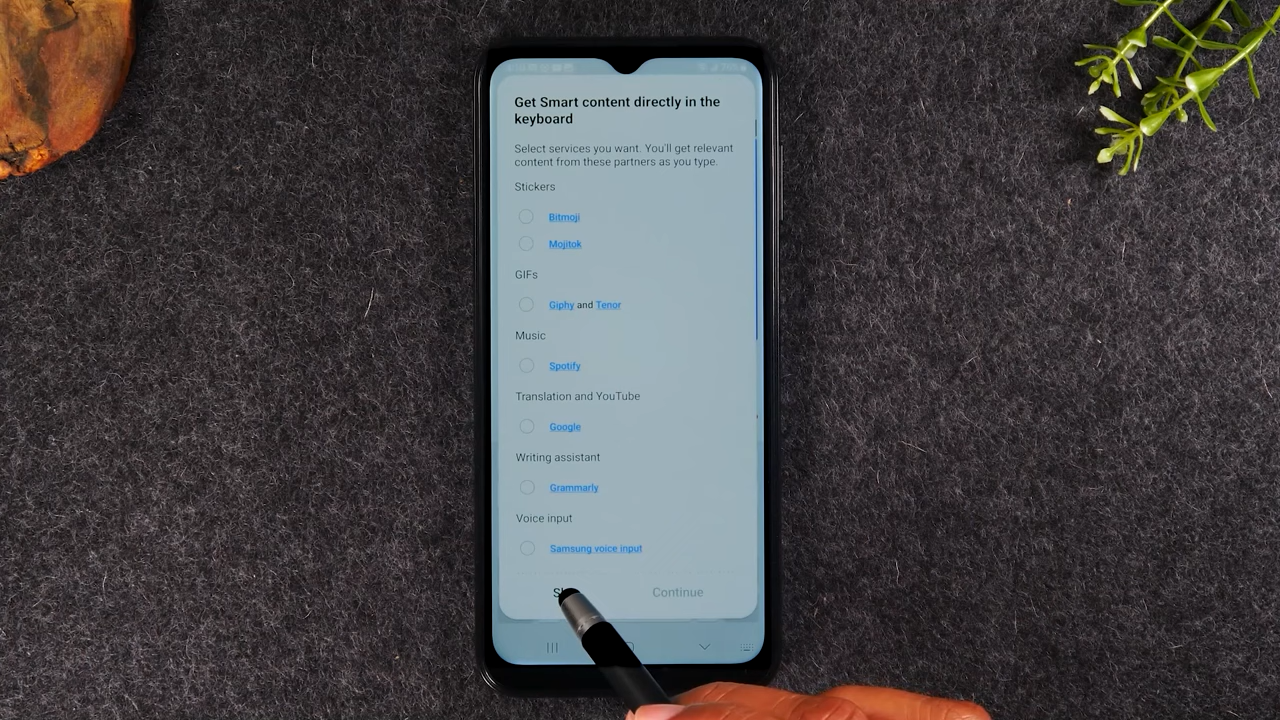 Get Smart content directly in the
keyboard
Select services you want. You'll get relevant
content from these partners as you type.
Stickers
Bitmoji
Mojitok
GIFs
Giphy and Tenor
Music
Spotify
Translation and YouTube
Google
Writing assistant
Grammarly
Voice input
Samsung voice input
Continue